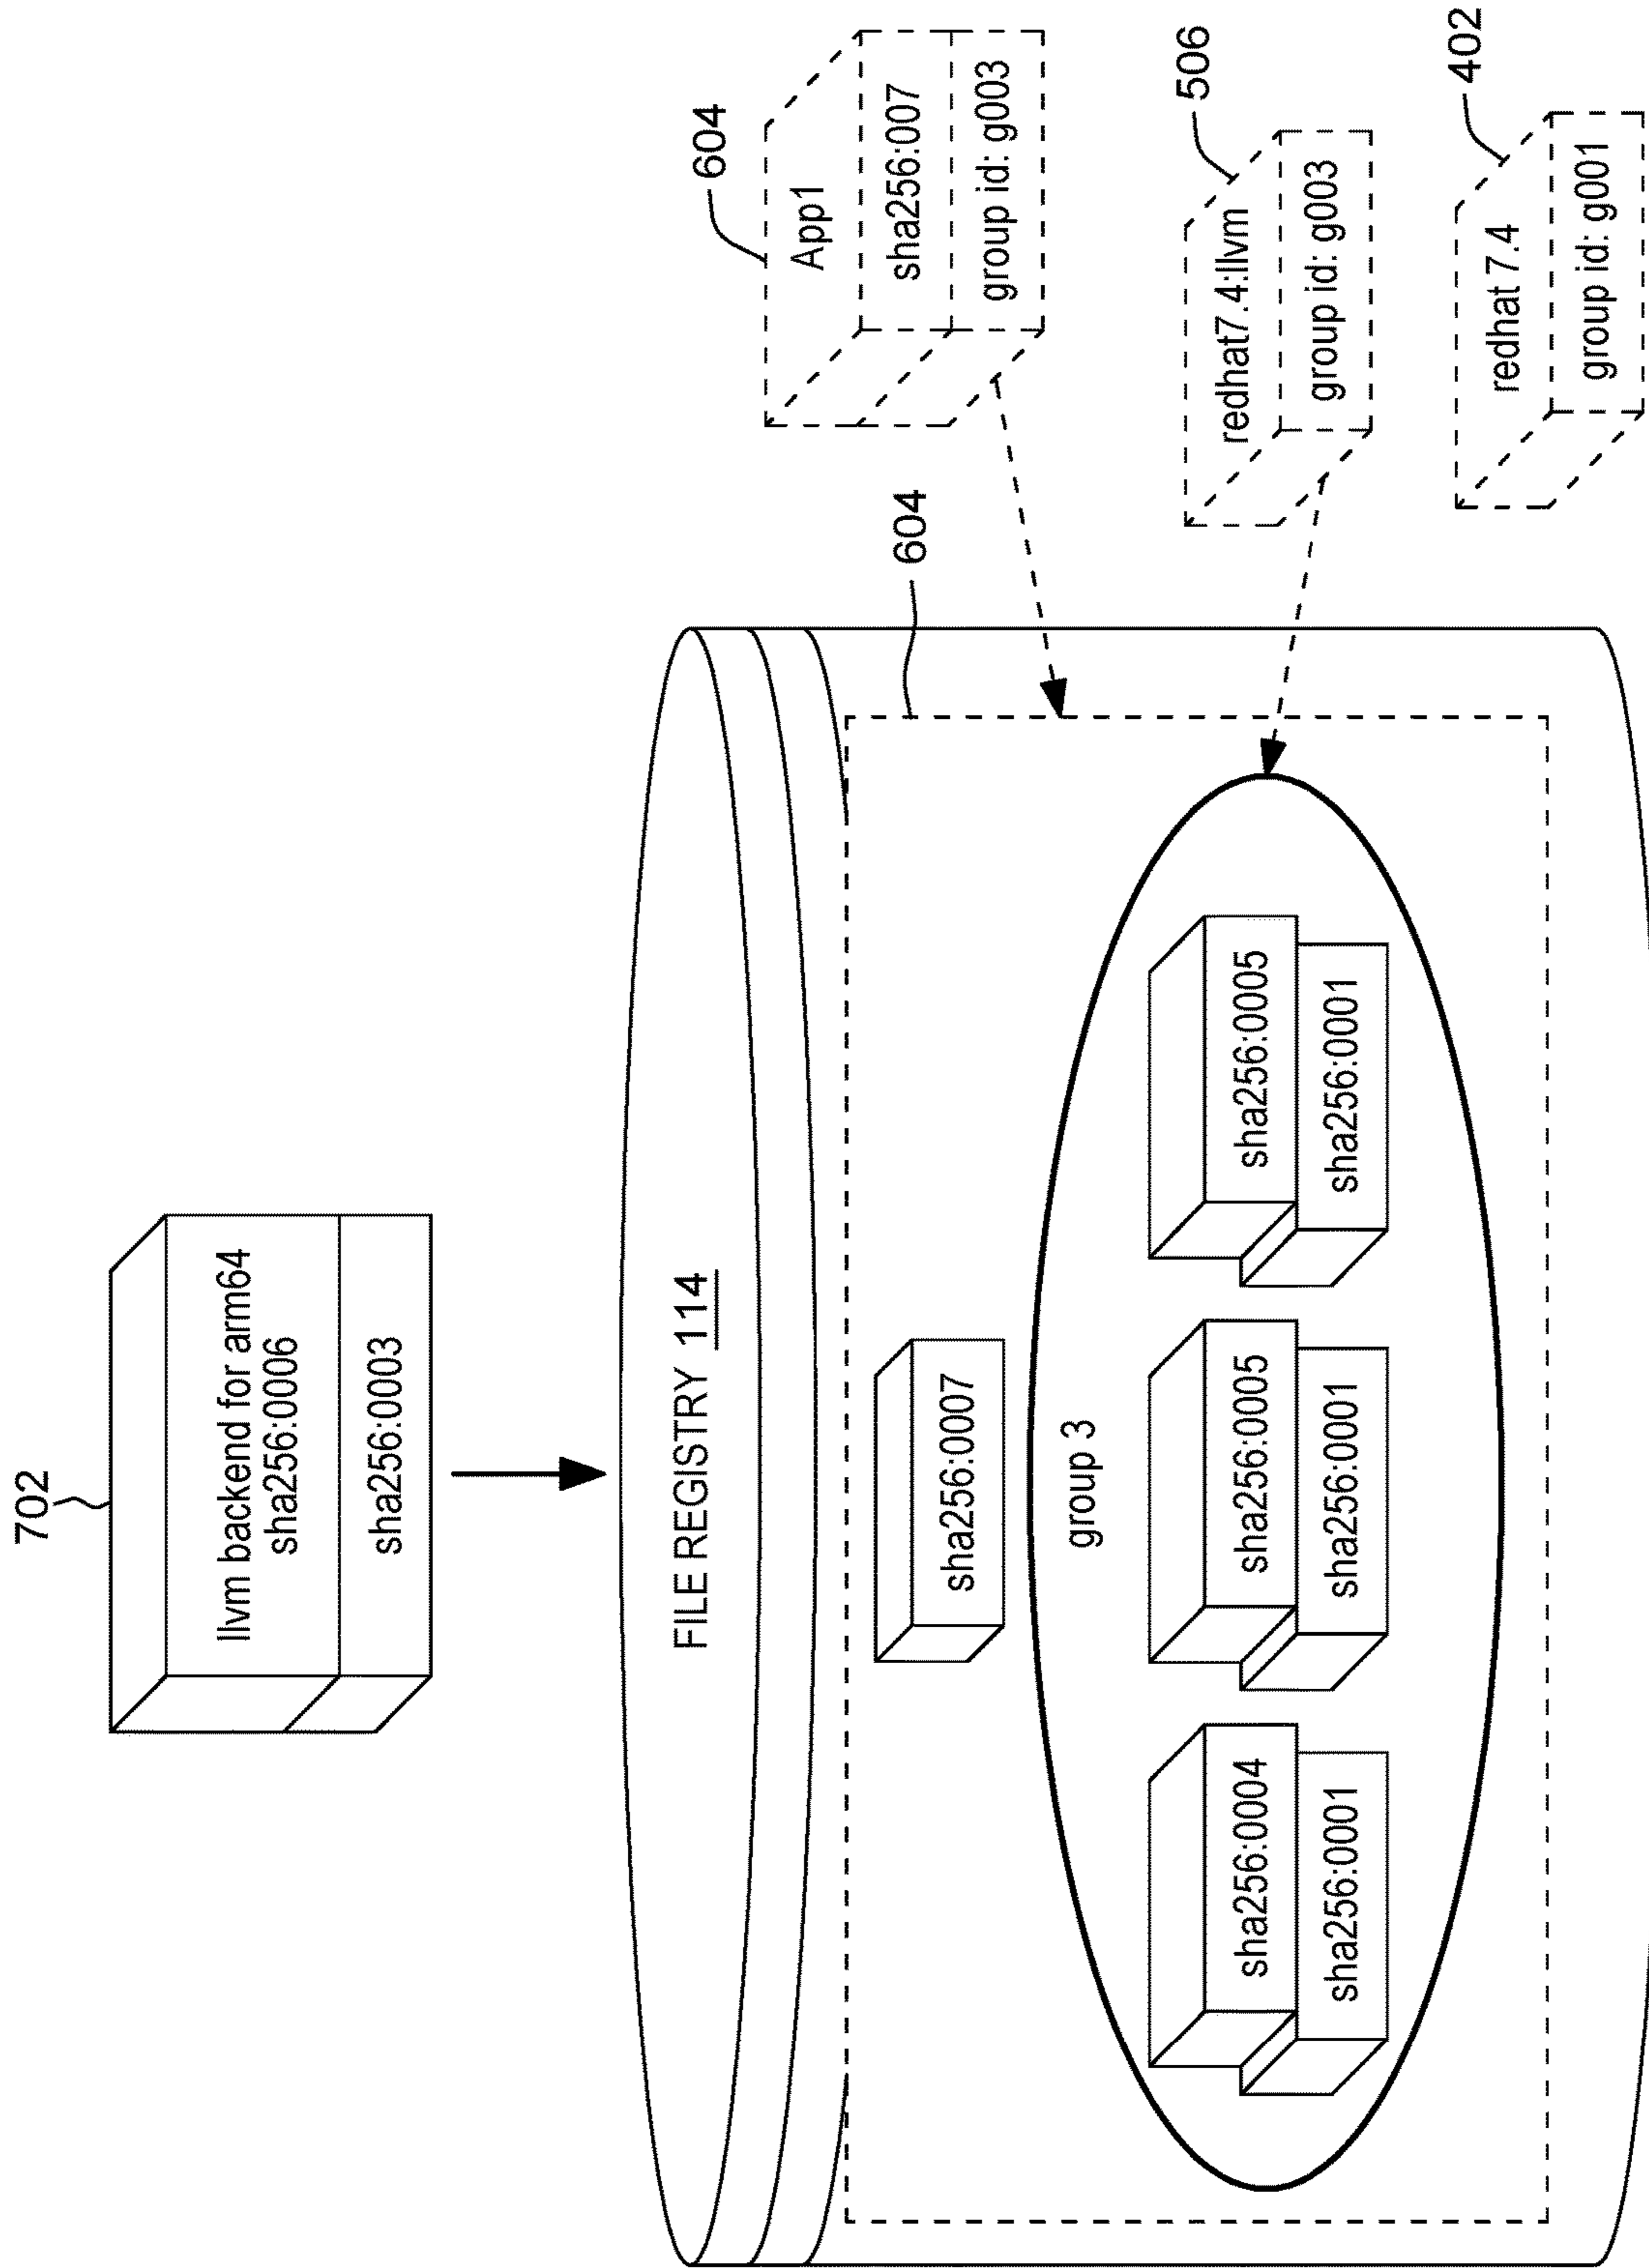 702
llvm backend for arm64
sha256:0006
sha256:0003
FILE REGISTRY 114
604
App1
sha256:007
group id: g003
604
sha256:0007
group 3
sha256:0004
sha256:0001
sha256:0005
sha256:0001
sha256:0005
sha256:0001
506
redhat7.4:llvm
group id: g003
402
redhat 7.4
group id: g001